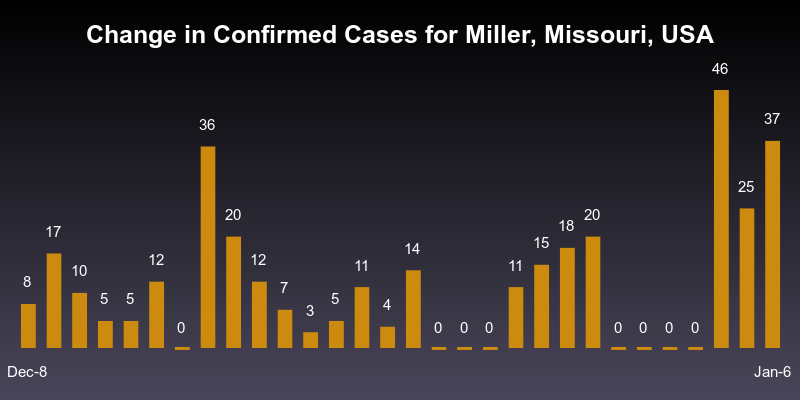 Change in Confirmed Cases for Miller, Missouri, USA
8 17 10 5 5 12 0 36 20 12 7 3 5 11 4 14 0 0 0 11 15 18 20 0 0 0 0 46 25 37
Dec-8 Jan-6